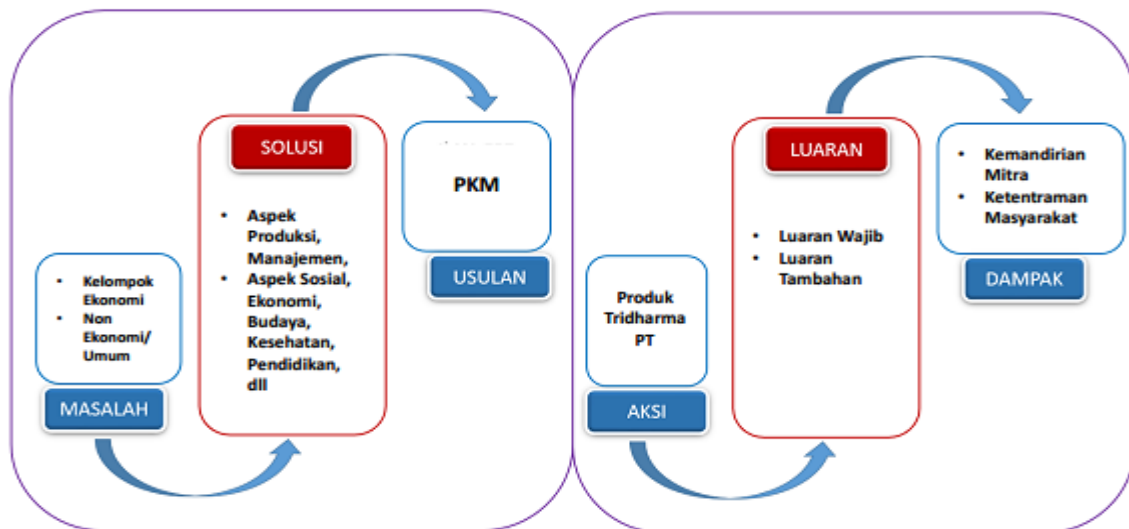 SOLUSI
• Aspek
Produksi,
Manajemen,
• Aspek Sosial,
Ekonomi,
Budaya,
Kesehatan,
Pendidikan,
dll
• Kelompok
Ekonomi
• Non
Ekonomi/
Umum
MASALAH
PKM
USULAN
Produk
Tridharma
PT
AKSI
LUARAN
• Luaran Wajib
• Luaran
Tambahan
• Kemandirian
Mitra
• Ketentraman
Masyarakat
DAMPAK